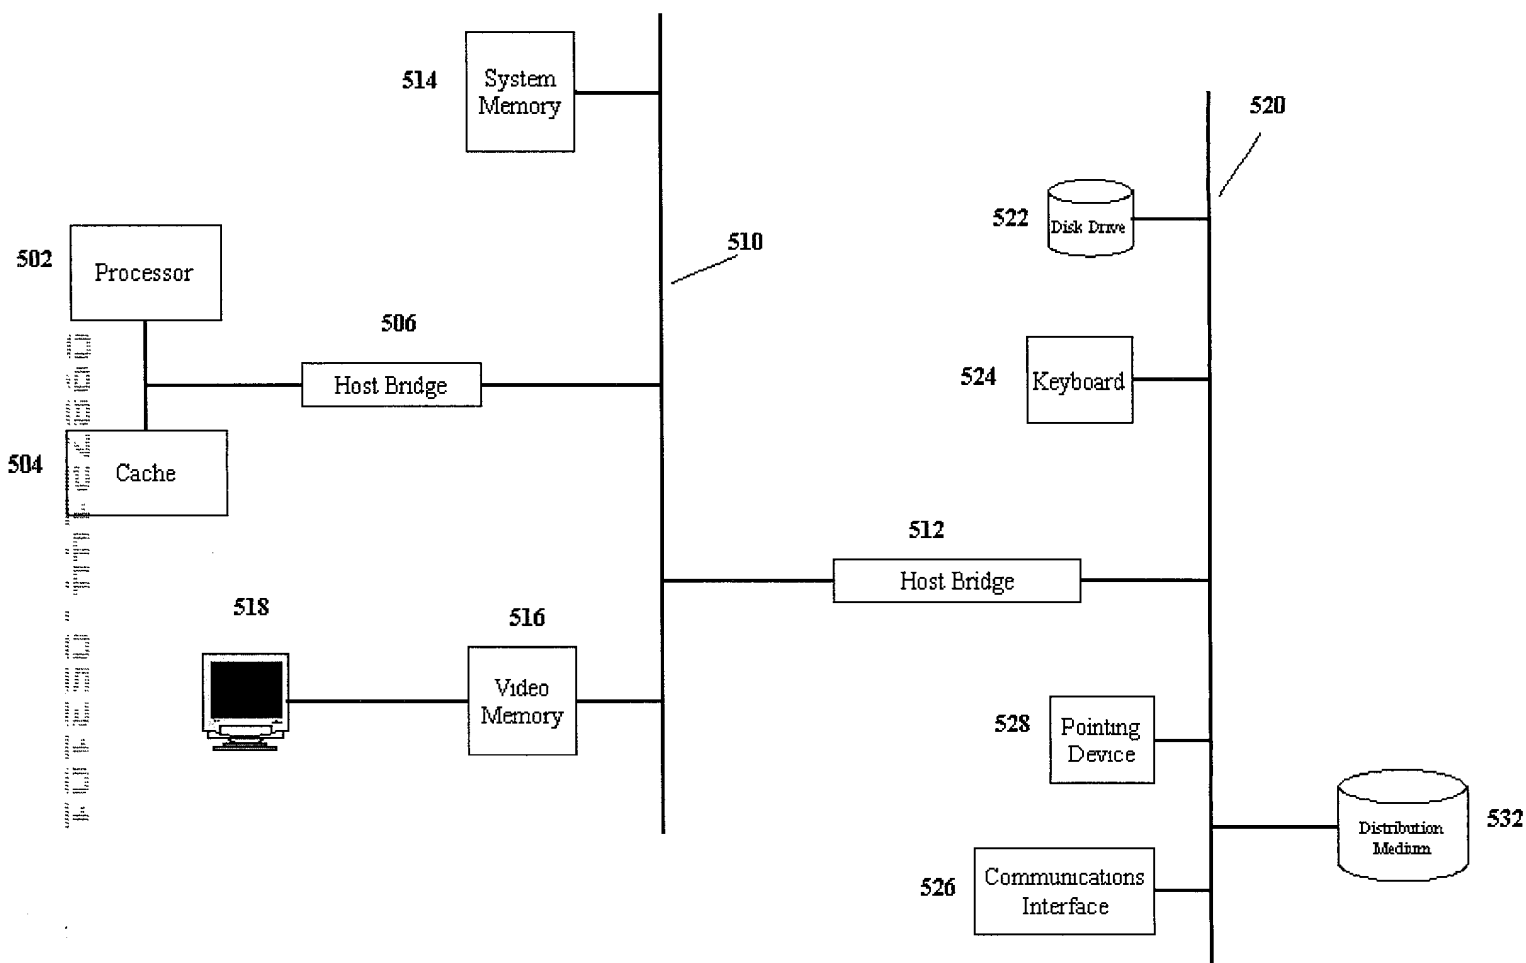 514
System
Memory
520
522
Disk Drive
510
502
Processor
506
Host Bridge
524
Keyboard
504
Cache
512
Host Bridge
518
516
Video
Memory
528
Pointing
Device
532
Distribution
Medium
526
Communications
Interface